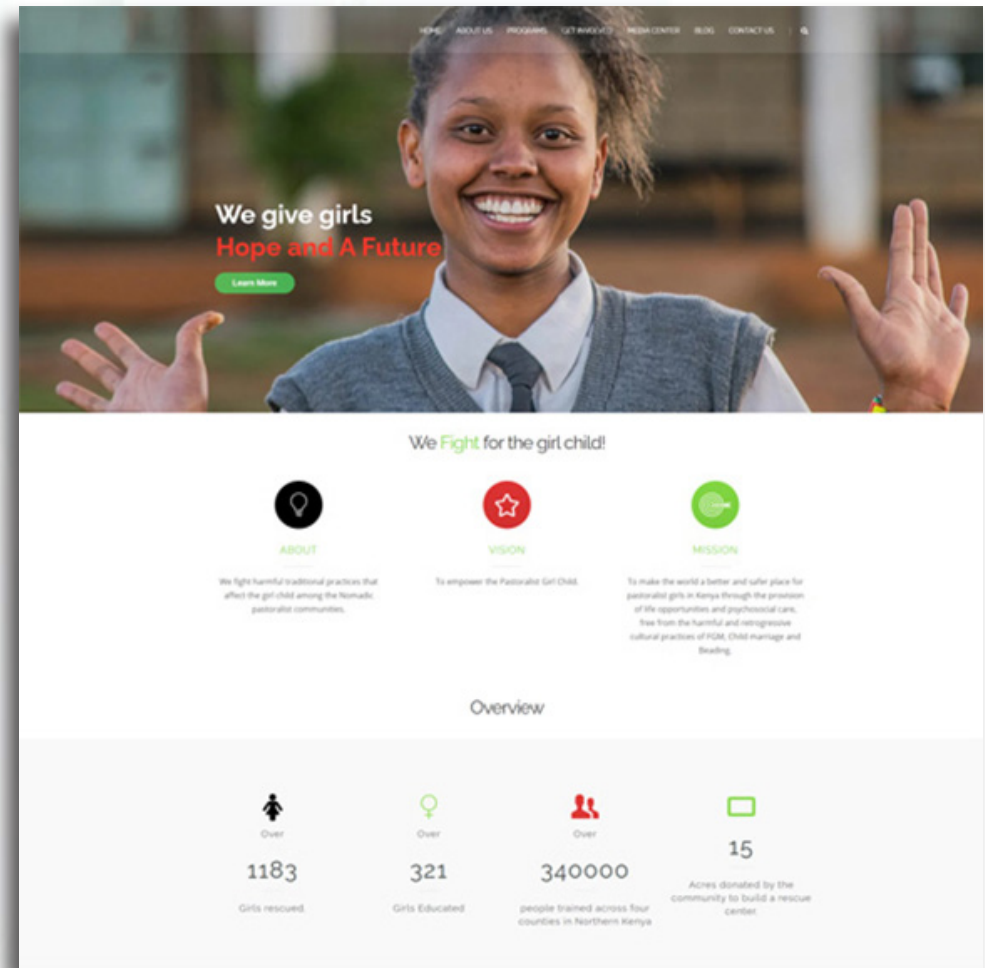 HOME ABOUT US PROGRAMS GET INVOLVED MEDIA CENTER BLOG CONTACT US
We give girls
Hope and A Future
Learn More
We Fight for the girl child!
ABOUT
We fight harmful traditional practices that
affect the girl child among the Nomadic
pastoralist communities.
VISION
To empower the Pastoralist Girl Child.
MISSION
To make the world a better and safer place for
pastoralist girls in Kenya through the provision
of life opportunities and psychosocial care,
free from the harmful and retrogressive
cultural practices of FGM, Child marriage and
Beading.
Overview
Over
1183
Girls rescued.
Over
321
Girls Educated
Over
340000
people trained across four
counties in Northern Kenya
15
Acres donated by the
community to build a rescue
center.